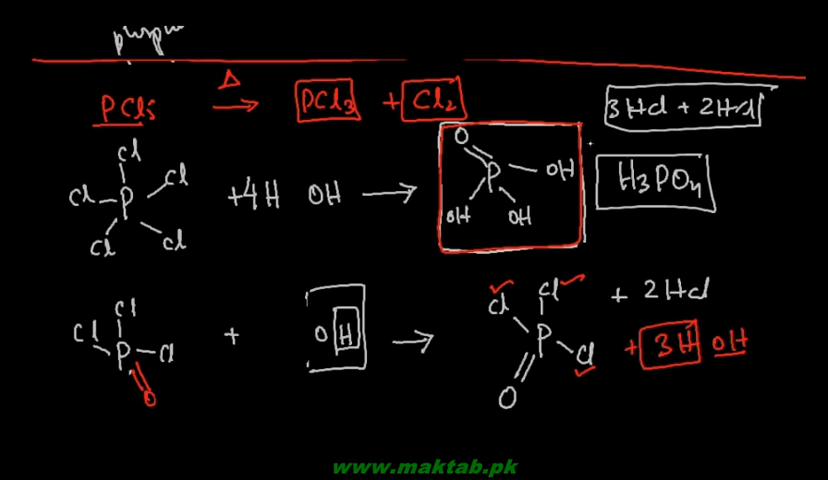 PCl5 Δ → PCl3 + Cl2
3HCl + 2HCl
Cl
Cl Cl
P
Cl Cl
+4H OH →
O
P OH
OH OH
H3PO4
Cl
Cl P Cl
O
+ OH →
Cl Cl
P Cl
O
+ 2HCl
+ 3H OH
www.maktab.pk